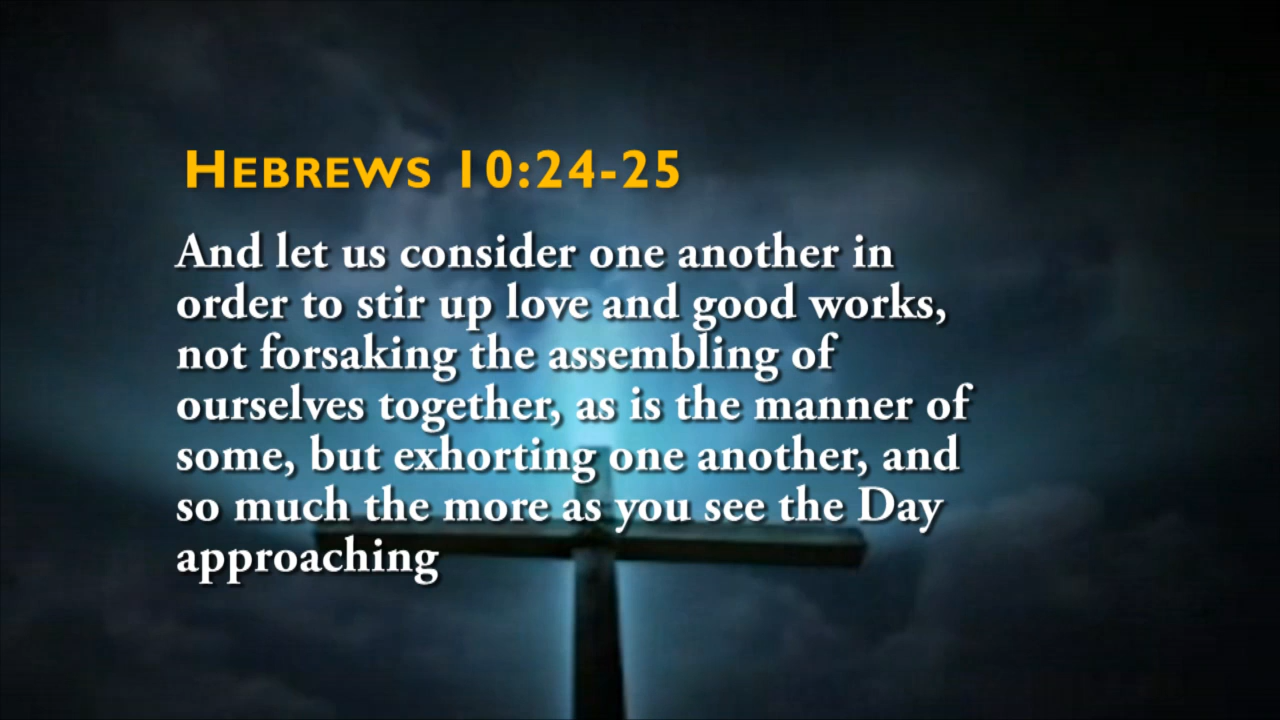 Hebrews 10:24-25
And let us consider one another in
order to stir up love and good works,
not forsaking the assembling of
ourselves together, as is the manner of
some, but exhorting one another, and
so much the more as you see the Day
approaching